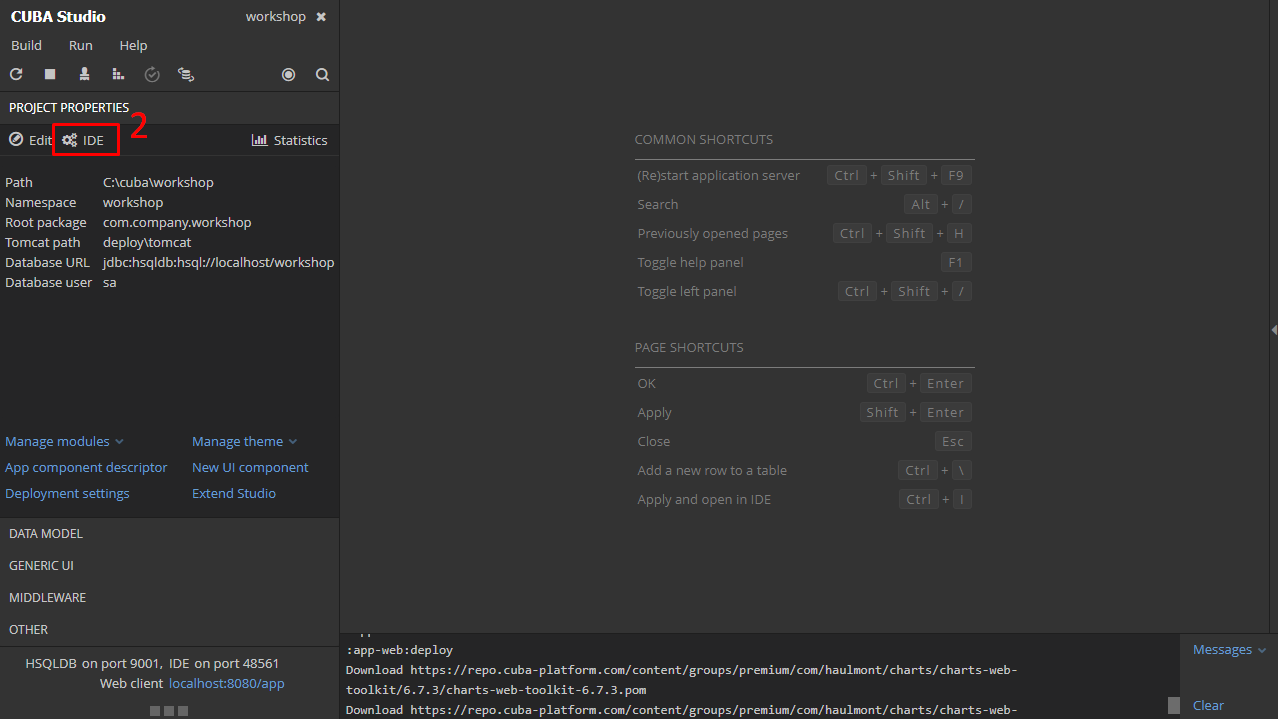 CUBA Studio workshop ✖
Build Run Help
PROJECT PROPERTIES
2
Edit IDE Statistics
Path C:\cuba\workshop
Namespace workshop
Root package com.company.workshop
Tomcat path deploy\tomcat
Database URL jdbc:hsqldb:hsql://localhost/workshop
Database user sa
Manage modules Manage theme
App component descriptor New UI component
Deployment settings Extend Studio
DATA MODEL
GENERIC UI
MIDDLEWARE
OTHER
HSQLDB on port 9001, IDE on port 48561
Web client localhost:8080/app
COMMON SHORTCUTS
(Re)start application server Ctrl + Shift + F9
Search Alt + /
Previously opened pages Ctrl + Shift + H
Toggle help panel F1
Toggle left panel Ctrl + Shift + /
PAGE SHORTCUTS
OK Ctrl + Enter
Apply Shift + Enter
Close Esc
Add a new row to a table Ctrl + \
Apply and open in IDE Ctrl + I
:app-web:deploy
Download https://repo.cuba-platform.com/content/groups/premium/com/haulmont/charts/charts-web-
toolkit/6.7.3/charts-web-toolkit-6.7.3.pom
Download https://repo.cuba-platform.com/content/groups/premium/com/haulmont/charts/charts-web-
Messages
Clear